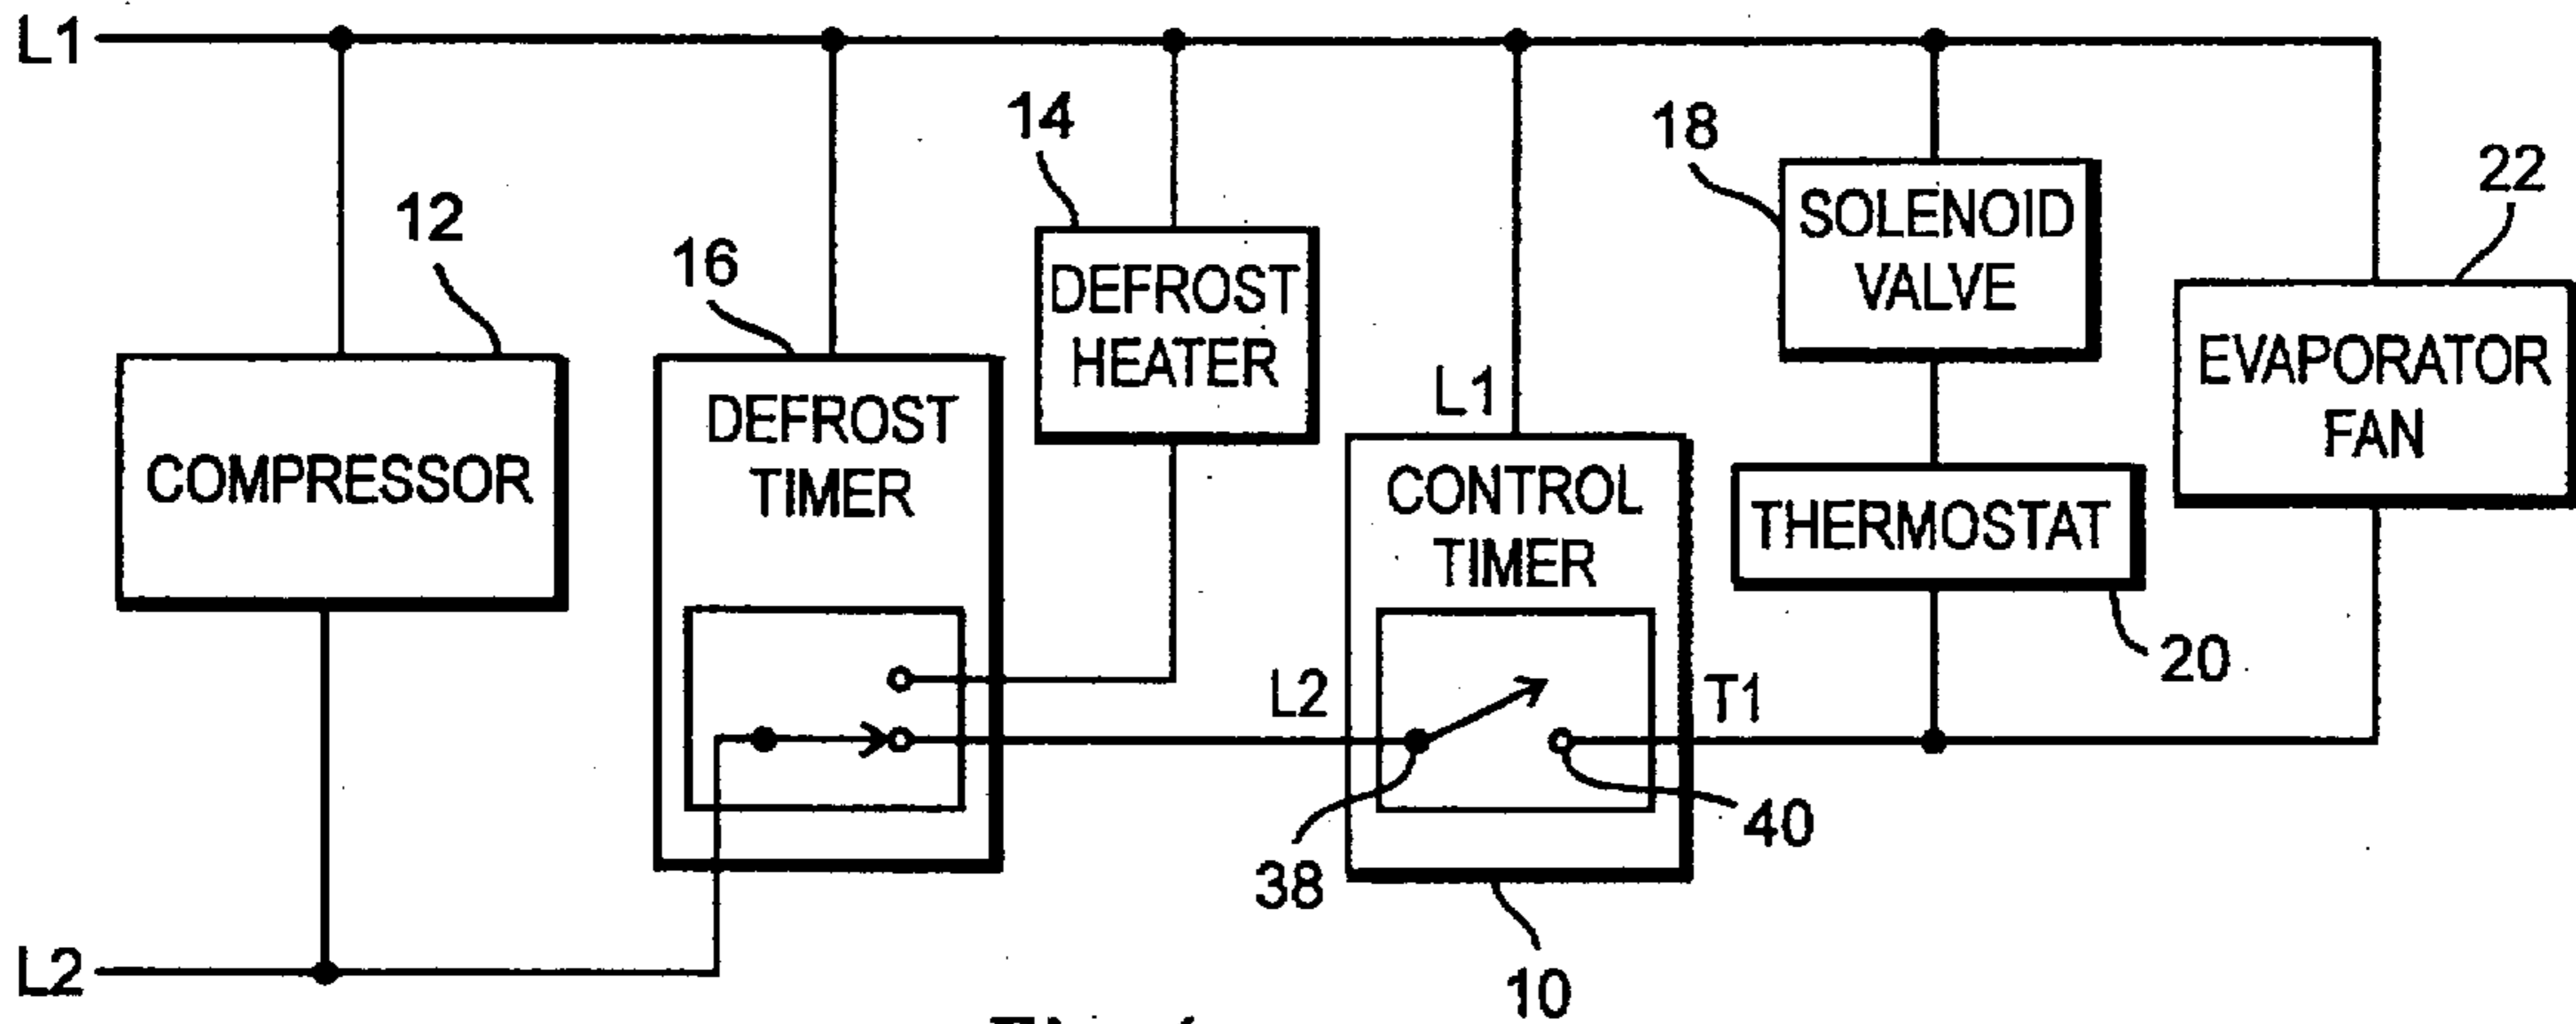 L1
12
COMPRESSOR
16
DEFROST
TIMER
14
DEFROST
HEATER
L1
CONTROL
TIMER
L2
T1
38
40
10
18
SOLENOID
VALVE
THERMOSTAT
20
22
EVAPORATOR
FAN
L2